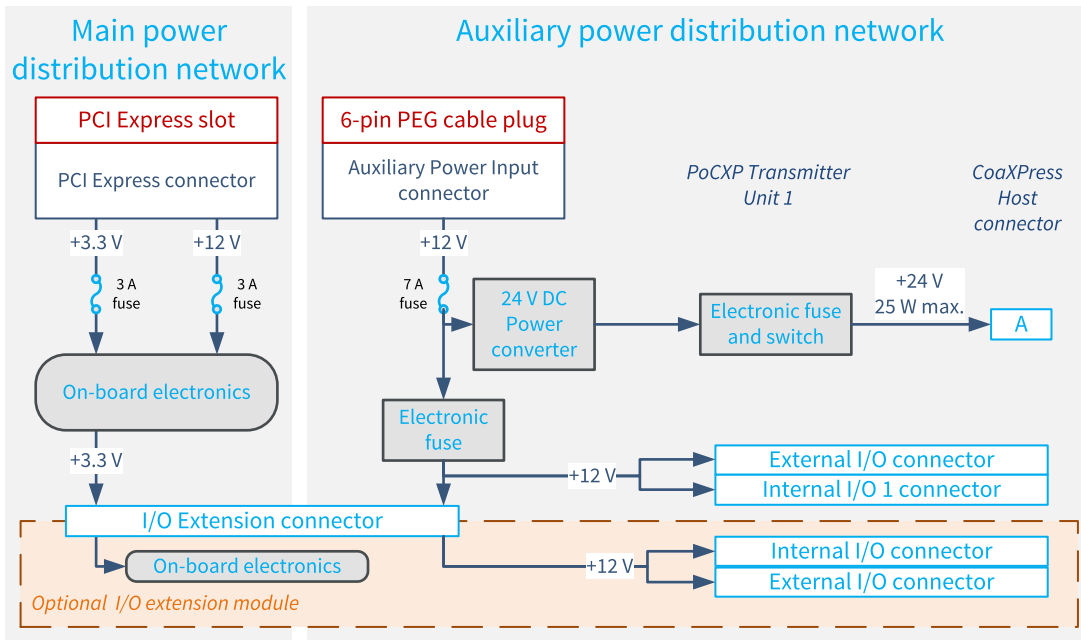 Main power
distribution network
PCI Express slot
PCI Express connector
+3.3 V
+12 V
3 A
fuse
3 A
fuse
On-board electronics
+3.3 V
Auxiliary power distribution network
6-pin PEG cable plug
Auxiliary Power Input
connector
+12 V
7 A
fuse
24 V DC
Power
converter
PoCXP Transmitter
Unit 1
Electronic fuse
and switch
CoaXPress
Host
connector
+24 V
25 W max.
A
Electronic
fuse
+12 V
External I/O connector
Internal I/O 1 connector
I/O Extension connector
On-board electronics
+12 V
Internal I/O connector
External I/O connector
Optional I/O extension module